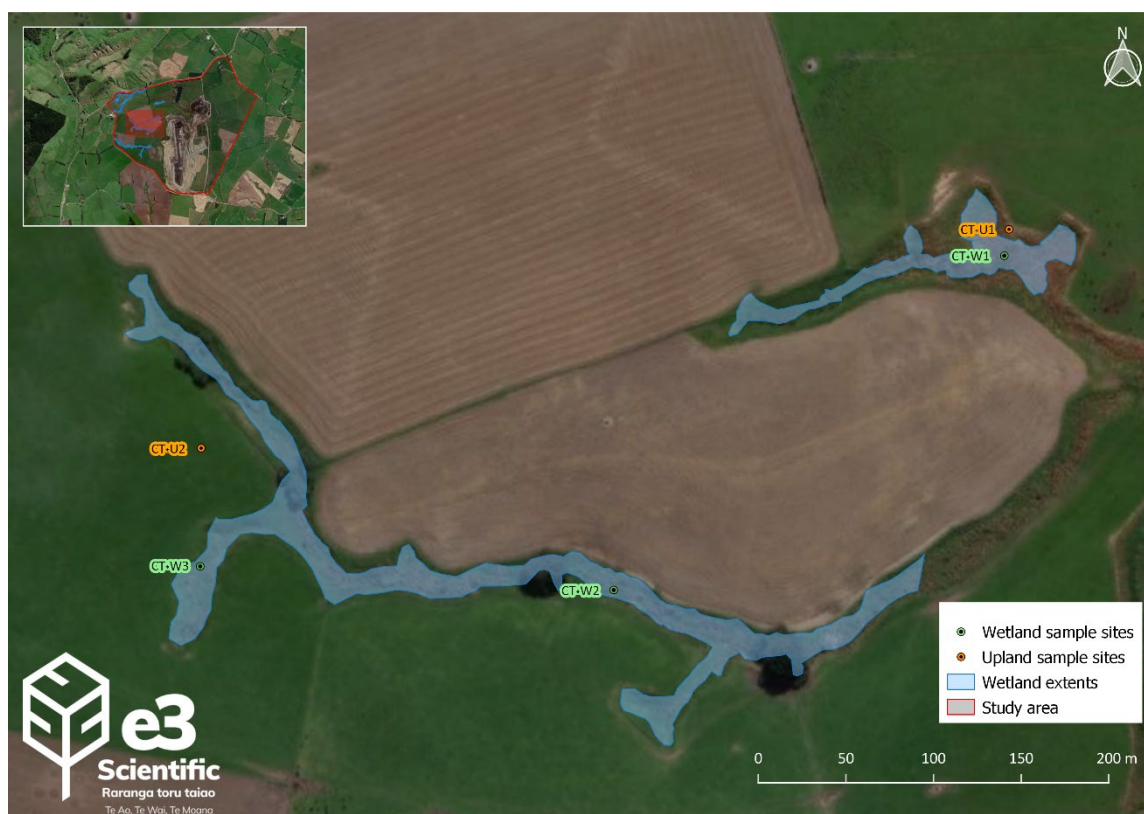 N
CT-U1
CT-W1
CT-U2
CT-W3
CT-W2
Wetland sample sites
Upland sample sites
Wetland extents
Study area
0 50 100 150 200 m
e3
Scientific
Raranga toru taiao
Te Ao, Te Wai, Te Moana